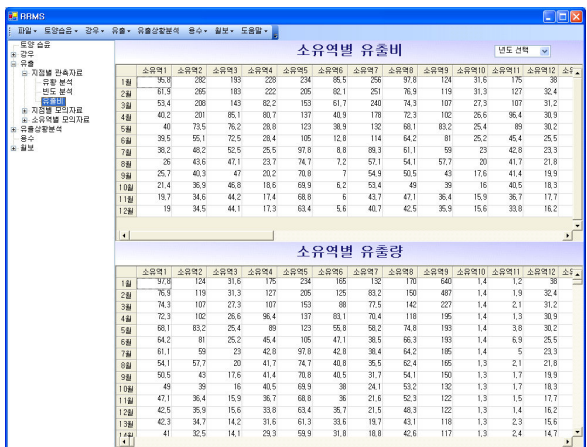 RRMS
파일 토양습윤 강우 유출 유출상황분석 용수 월보 도움말
토양 습윤
강우
유출
지점별 관측자료
유황 분석
빈도 분석
유출비
지점별 모의자료
소유역별 모의자료
유출상황분석
용수
월보
소유역별 유출비
년도 선택
소유역1 소유역2 소유역3 소유역4 소유역5 소유역6 소유역7 소유역8 소유역9 소유역10 소유역11 소유역12
1월 95,8 282 193 228 234 85,5 256 97,8 124 31,6 175 38
2월 61,9 265 183 222 205 82,1 251 76,9 119 31,3 127 32,4
3월 53,4 208 143 82,2 153 61,7 240 74,3 107 27,3 107 31,2
4월 40,2 201 85,1 80,7 137 40,9 178 72,3 102 26,6 96,4 30,9
5월 40 73,5 76,2 28,8 123 38,9 132 68,1 83,2 25,4 89 30,2
6월 39,5 55,1 72,5 28,4 105 12,8 114 64,2 81 25,2 45,4 25,5
7월 38,2 48,2 52,5 25,5 97,8 8,8 89,3 61,1 59 23 42,8 23,3
8월 26 43,6 47,1 23,7 74,7 7,2 57,1 54,1 57,7 20 41,7 21,8
9월 25,7 40,3 47 20,2 70,8 7 54,9 50,5 43 17,6 41,4 19,9
10월 21,4 36,9 46,8 18,6 69,9 6,2 53,4 49 39 16 40,5 18,3
11월 19,7 34,6 44,2 17,4 68,8 6 43,7 47,1 36,4 15,9 36,7 17,7
12월 19 34,5 44,1 17,3 63,4 5,6 40,7 42,5 35,9 15,6 33,8 16,2
소유역별 유출량
소유역1 소유역2 소유역3 소유역4 소유역5 소유역6 소유역7 소유역8 소유역9 소유역10 소유역11 소유역12
1월 97,8 124 31,6 175 234 165 132 170 640 1,4 1,2 38
2월 76,9 119 31,3 127 205 125 83,2 150 487 1,4 1,9 32,4
3월 74,3 107 27,3 107 153 88 77,5 142 227 1,4 2,1 31,2
4월 72,3 102 26,6 96,4 137 83,1 70,4 118 195 1,4 1,3 30,9
5월 68,1 83,2 25,4 89 123 55,8 58,2 74,8 193 1,4 3,8 30,2
6월 64,2 81 25,2 45,4 105 47,1 38,5 66,3 193 1,4 6,9 25,5
7월 61,1 59 23 42,8 97,8 42,8 38,4 64,2 185 1,4 5 23,3
8월 54,1 57,7 20 41,7 74,7 40,8 35,5 62,4 165 1,3 2,1 21,8
9월 50,5 43 17,6 41,4 70,8 40,5 31,7 54,1 150 1,3 1,7 19,9
10월 49 39 16 40,5 69,9 38 24,1 53,2 132 1,3 1,7 18,3
11월 47,1 36,4 15,9 36,7 68,8 36 21,6 52,3 122 1,3 1,5 17,7
12월 42,5 35,9 15,6 33,8 63,4 35,7 21,5 48,3 122 1,3 1,4 16,2
13월 42,3 34,7 14,2 31,6 61,3 33,6 19,7 43,1 118 1,3 2,3 15,6
41 32,5 14,1 29,3 59,9 31,8 18,8 42,6 117 1,3 2,4 14,7